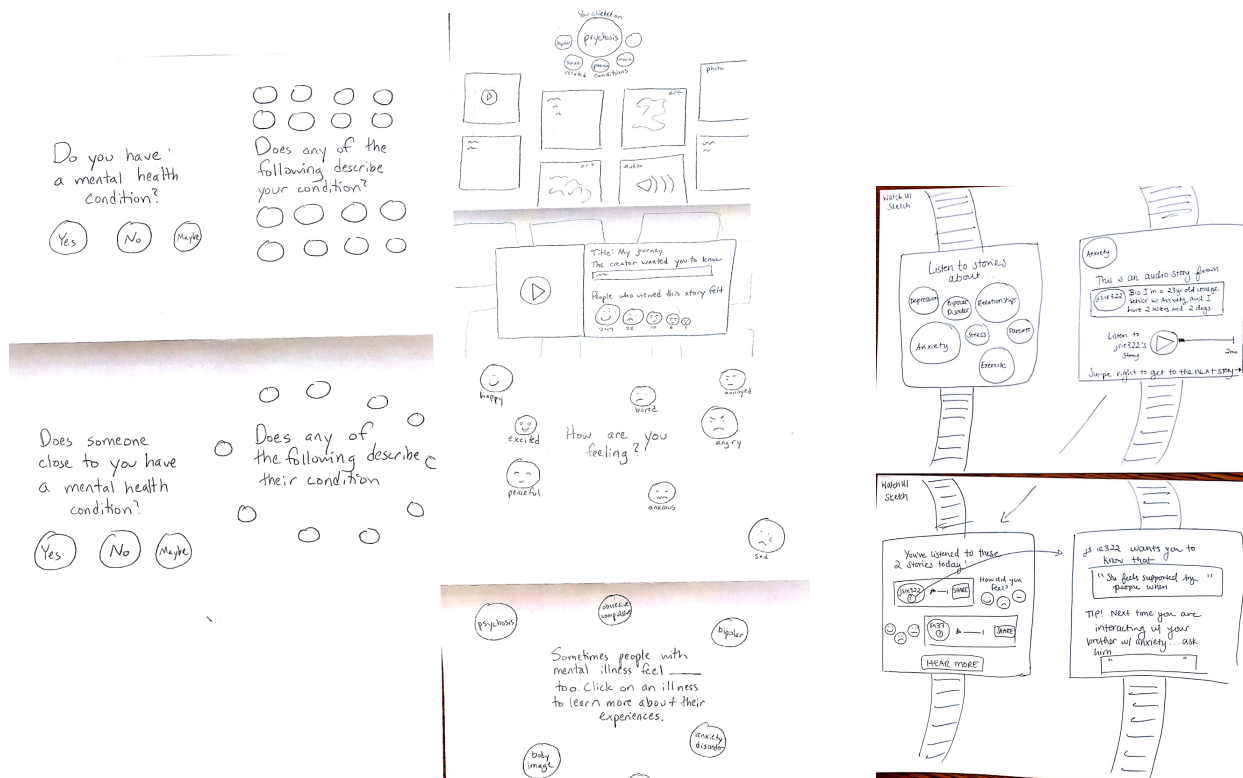 Do you have
a mental health
condition?
Yes
No
Maybe
Does any of the
following describe
your condition?
Does someone
close to you have
a mental health
condition?
Yes
No
Maybe
Does any of
the following describe
their condition
You clicked on
psychosis
bipolar
related conditions
photo
art
art
audio
Title: My journey
The creator wanted you to know
People who viewed this story felt
247
happy
excited
peaceful
bored
How are you
feeling?
anxious
annoyed
angry
sad
psychosis
obsessive
compulsive
bipolar
Sometimes people with
mental illness feel ____
too. Click on an illness
to learn more about their
experiences.
body
image
anxiety
disorder
Watch UI
Sketch
Listen to stories
about...
Depression
Bipolar
Disorder
Relationships
Anxiety
Stress
Parents
Exercise
Anxiety
This is an audio story from
jsie322
Bio: I'm a 23yr old college
senior w/ Anxiety, and I
have 2 sisters and 2 dogs
Listen to
jsie322's
story
2min
Swipe right to get to the next story→
Watch UI
Sketch
You've listened to these
2 stories today!
jsie322
SHARE
How did you
feel?
SHARE
HEAR MORE
jsie322 wants you to
know that
"She feels supported by
people when "
TIP! Next time you are
interacting w/ your
brother w/ anxiety... ask
him
" "